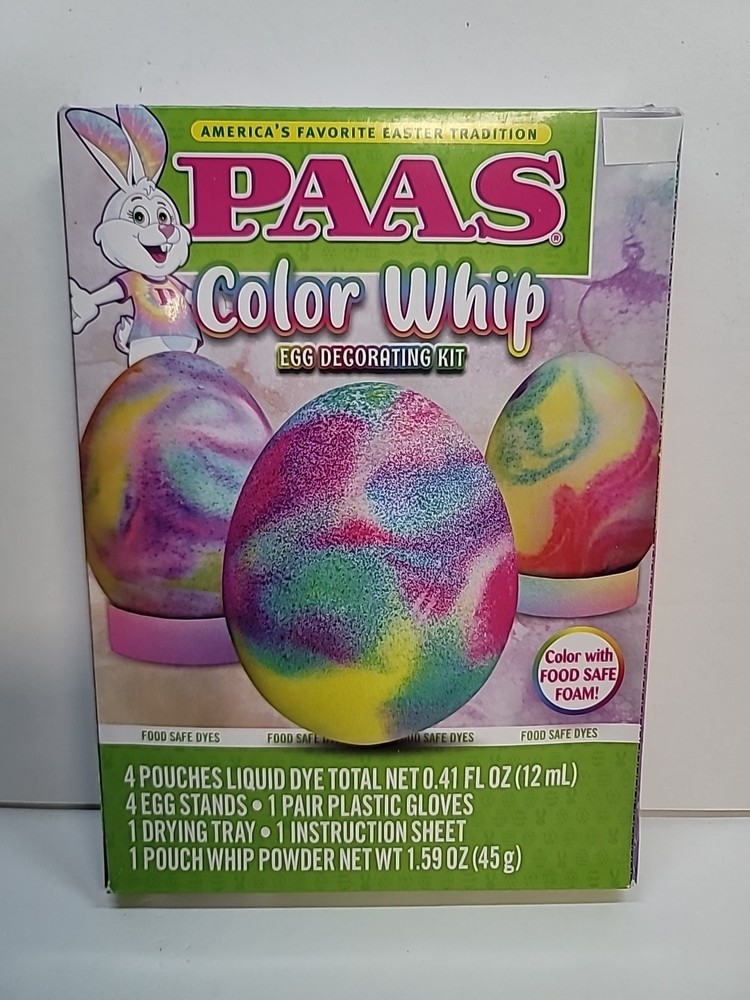 AMERICA'S FAVORITE EASTER TRADITION
PAAS®
Color Whip
EGG DECORATING KIT
Color with
FOOD SAFE
FOAM!
FOOD SAFE DYES FOOD SAFE SAFE DYES FOOD SAFE DYES
4 POUCHES LIQUID DYE TOTAL NET 0.41 FL OZ (12 mL)
4 EGG STANDS • 1 PAIR PLASTIC GLOVES
1 DRYING TRAY • 1 INSTRUCTION SHEET
1 POUCH WHIP POWDER NET WT 1.59 OZ (45 g)